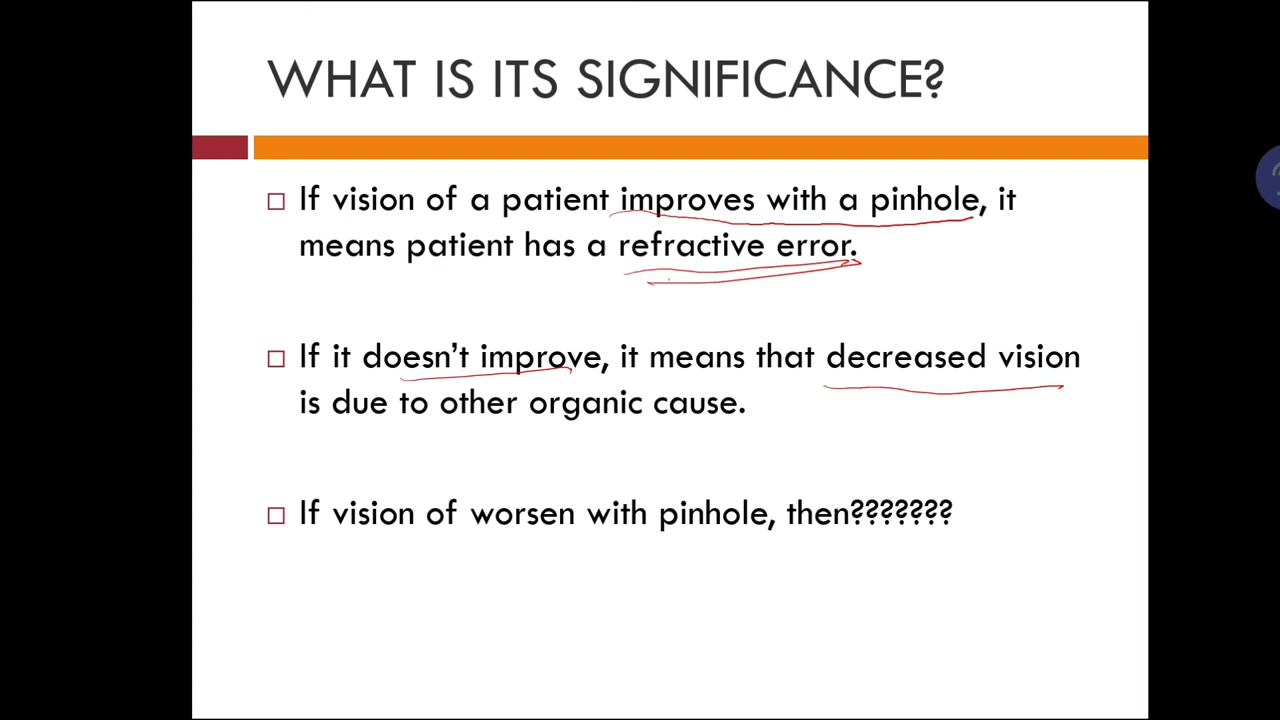 WHAT IS ITS SIGNIFICANCE?
If vision of a patient improves with a pinhole, it
means patient has a refractive error.
If it doesn't improve, it means that decreased vision
is due to other organic cause.
If vision of worsen with pinhole, then???????